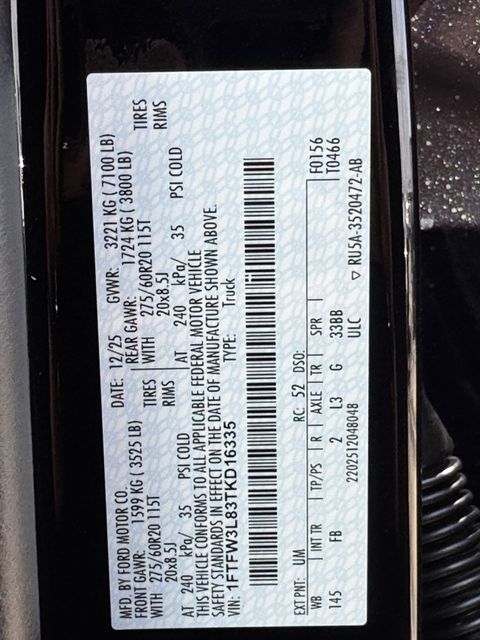 MFD. BY FORD MOTOR CO. DATE: 12/25 GVWR: 3221 KG ( 7100 LB)
FRONT GAWR: 1599 KG ( 3525 LB) REAR GAWR: 1724 KG ( 3800 LB)
275/60R20 115T TIRES WITH 275/60R20 115T TIRES
20x8.5J RIMS 20x8.5J RIMS
AT 240 kPa/ 35 PSI COLD AT 240 kPa/ 35 PSI COLD
THIS VEHICLE CONFORMS TO ALL APPLICABLE FEDERAL MOTOR VEHICLE
SAFETY STANDARDS IN EFFECT ON THE DATE OF MANUFACTURE SHOWN ABOVE.
VIN: 1FTFW3L83TKD16335 TYPE: Truck
F0156
T0466
EXT PNT: UM RC: 52 DSO:
WB INT TR TP/PS R AXLE TR SPR
145 FB 2 L3 G 33BB
ULC
2202512048048 ▽ RU5A-3520472-AB